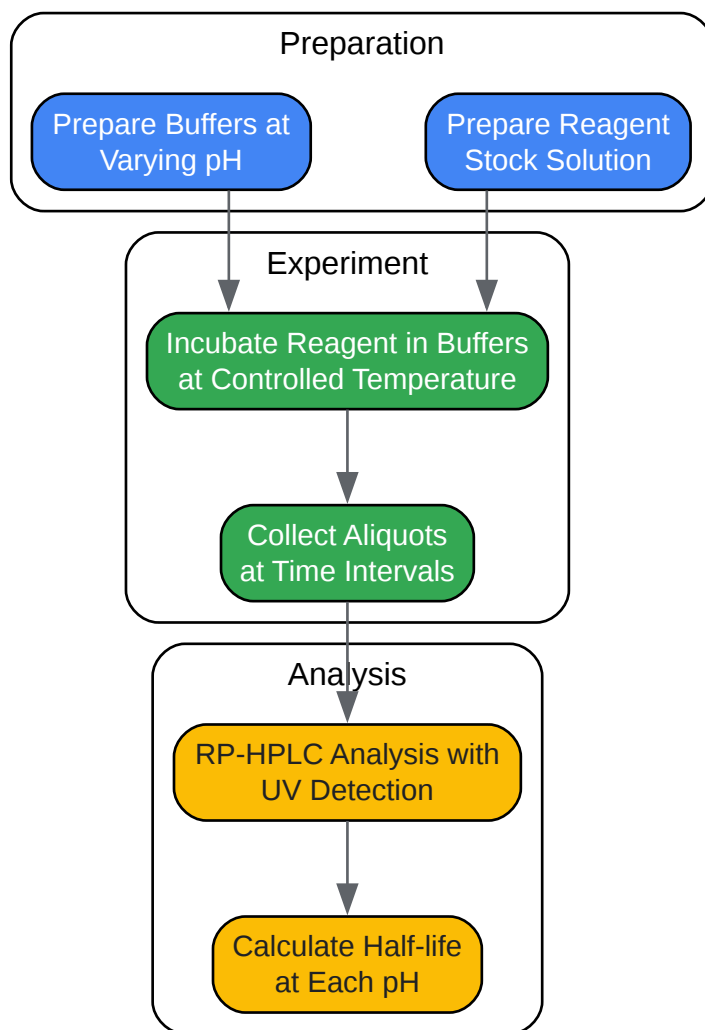 Preparation
Prepare Buffers at
Varying pH
Prepare Reagent
Stock Solution
Experiment
Incubate Reagent in Buffers
at Controlled Temperature
Collect Aliquots
at Time Intervals
Analysis
RP-HPLC Analysis with
UV Detection
Calculate Half-life
at Each pH